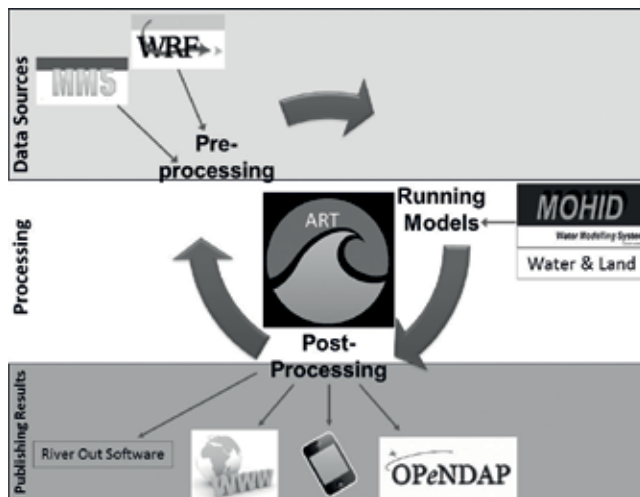 Data Sources
MM5
WRF
Pre-
processing
Processing
ART
Running
Models
MOHID
Water Modelling System
Water & Land
Post-
Processing
Publishing Results
River Out Software
WWW
OPeNDAP